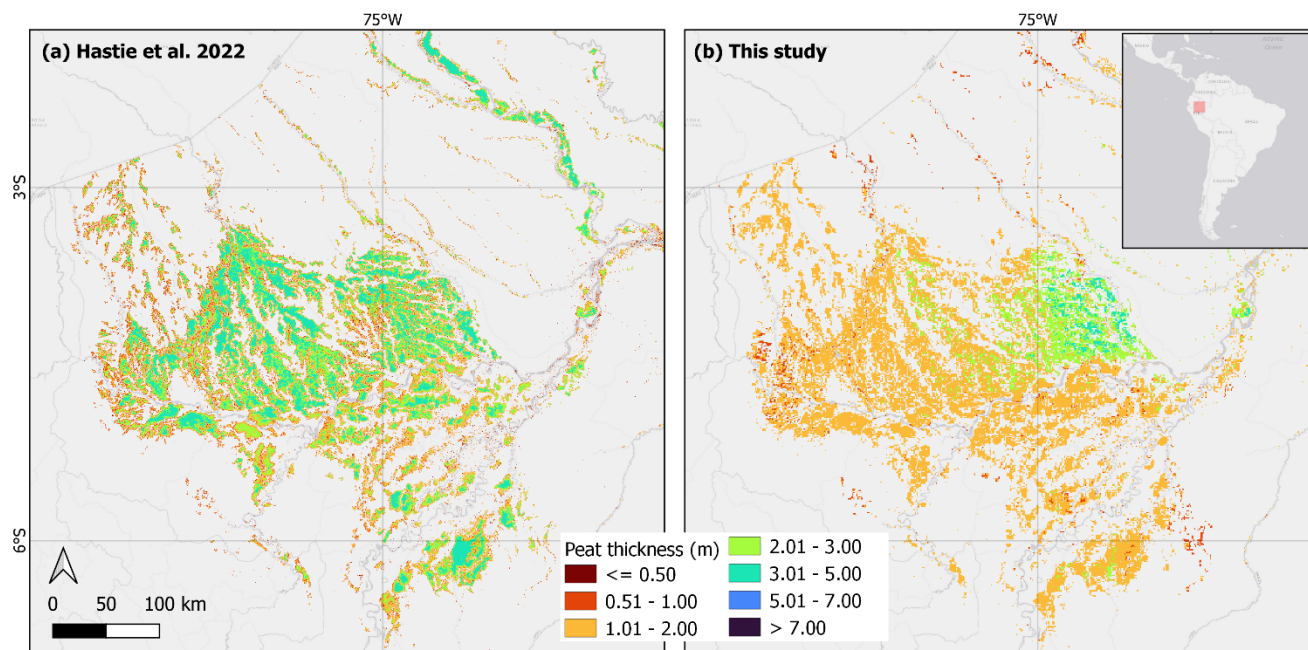 75°W
75°W
(a) Hastie et al. 2022
(b) This study
3°S
6°S
0 50 100 km
Peat thickness (m)
<= 0.50
0.51 - 1.00
1.01 - 2.00
2.01 - 3.00
3.01 - 5.00
5.01 - 7.00
> 7.00